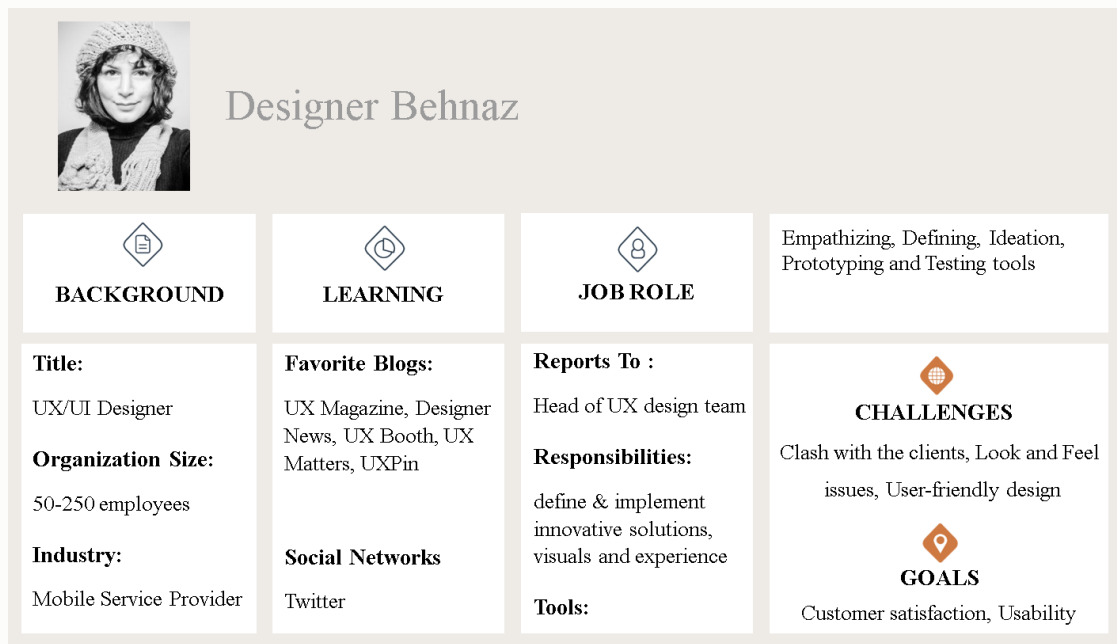 Designer Behnaz
BACKGROUND
Title:
UX/UI Designer
Organization Size:
50-250 employees
Industry:
Mobile Service Provider
LEARNING
Favorite Blogs:
UX Magazine, Designer
News, UX Booth, UX
Matters, UXPin
Social Networks
Twitter
JOB ROLE
Reports To :
Head of UX design team
Responsibilities:
define & implement
innovative solutions,
visuals and experience
Tools:
Empathizing, Defining, Ideation,
Prototyping and Testing tools
CHALLENGES
Clash with the clients, Look and Feel
issues, User-friendly design
GOALS
Customer satisfaction, Usability